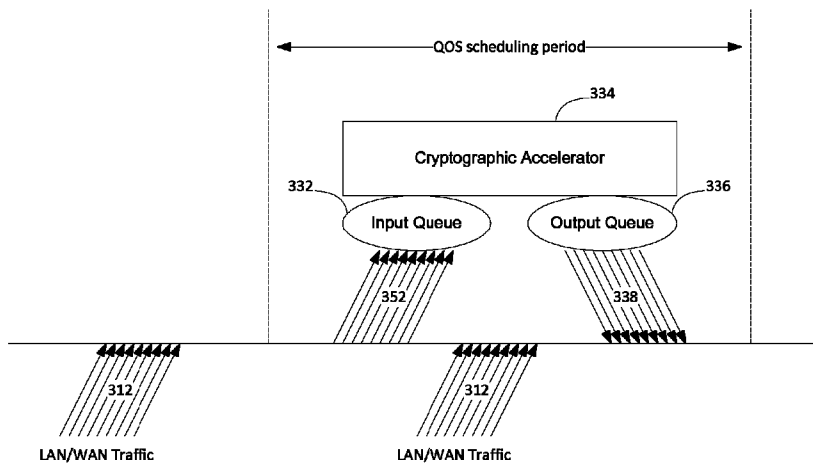 QOS scheduling period
334
Cryptographic Accelerator
332
336
Input Queue
Output Queue
352
338
312
312
LAN/WAN Traffic
LAN/WAN Traffic